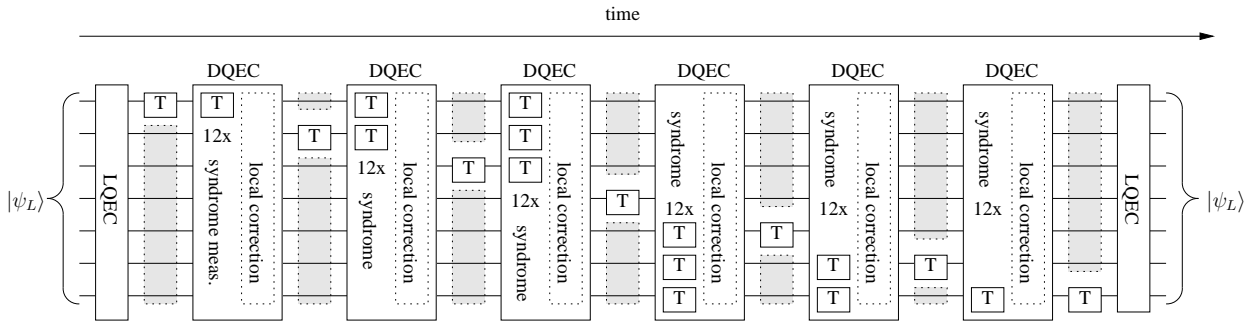 time
DQEC DQEC DQEC DQEC DQEC DQEC
|ψL⟩ LQEC T T 12x syndrome meas. local correction
T T T 12x syndrome local correction
T T T T 12x syndrome local correction
T syndrome 12x T T T local correction
T syndrome 12x T T local correction
T syndrome 12x T local correction
T LQEC |ψL⟩